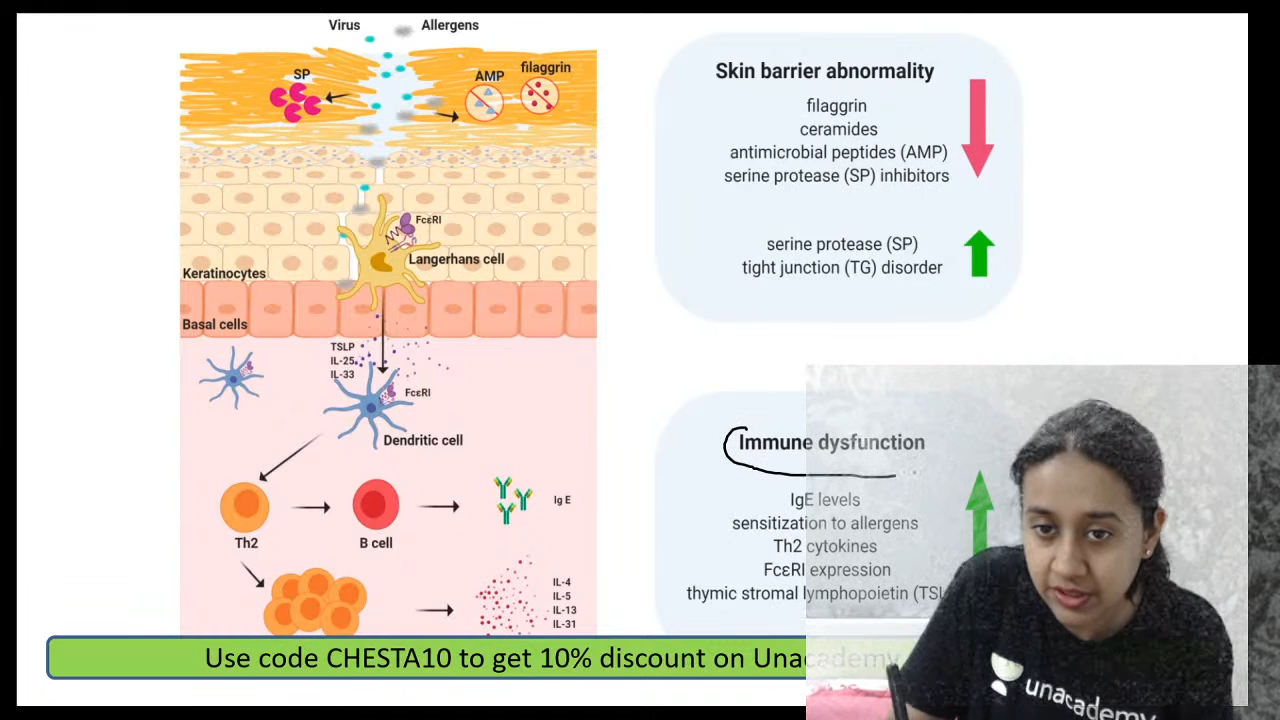 Virus
Allergens
SP
AMP
filaggrin
FcεRI
Langerhans cell
Keratinocytes
Basal cells
TSLP
IL-25
IL-33
FcεRI
Dendritic cell
Th2
B cell
Ig E
IL-4
IL-5
IL-13
IL-31
Skin barrier abnormality
filaggrin
ceramides
antimicrobial peptides (AMP)
serine protease (SP) inhibitors
serine protease (SP)
tight junction (TG) disorder
Immune dysfunction
IgE levels
sensitization to allergens
Th2 cytokines
FcεRI expression
thymic stromal lymphopoietin (TSL
Use code CHESTA10 to get 10% discount on Unacademy
unacademy